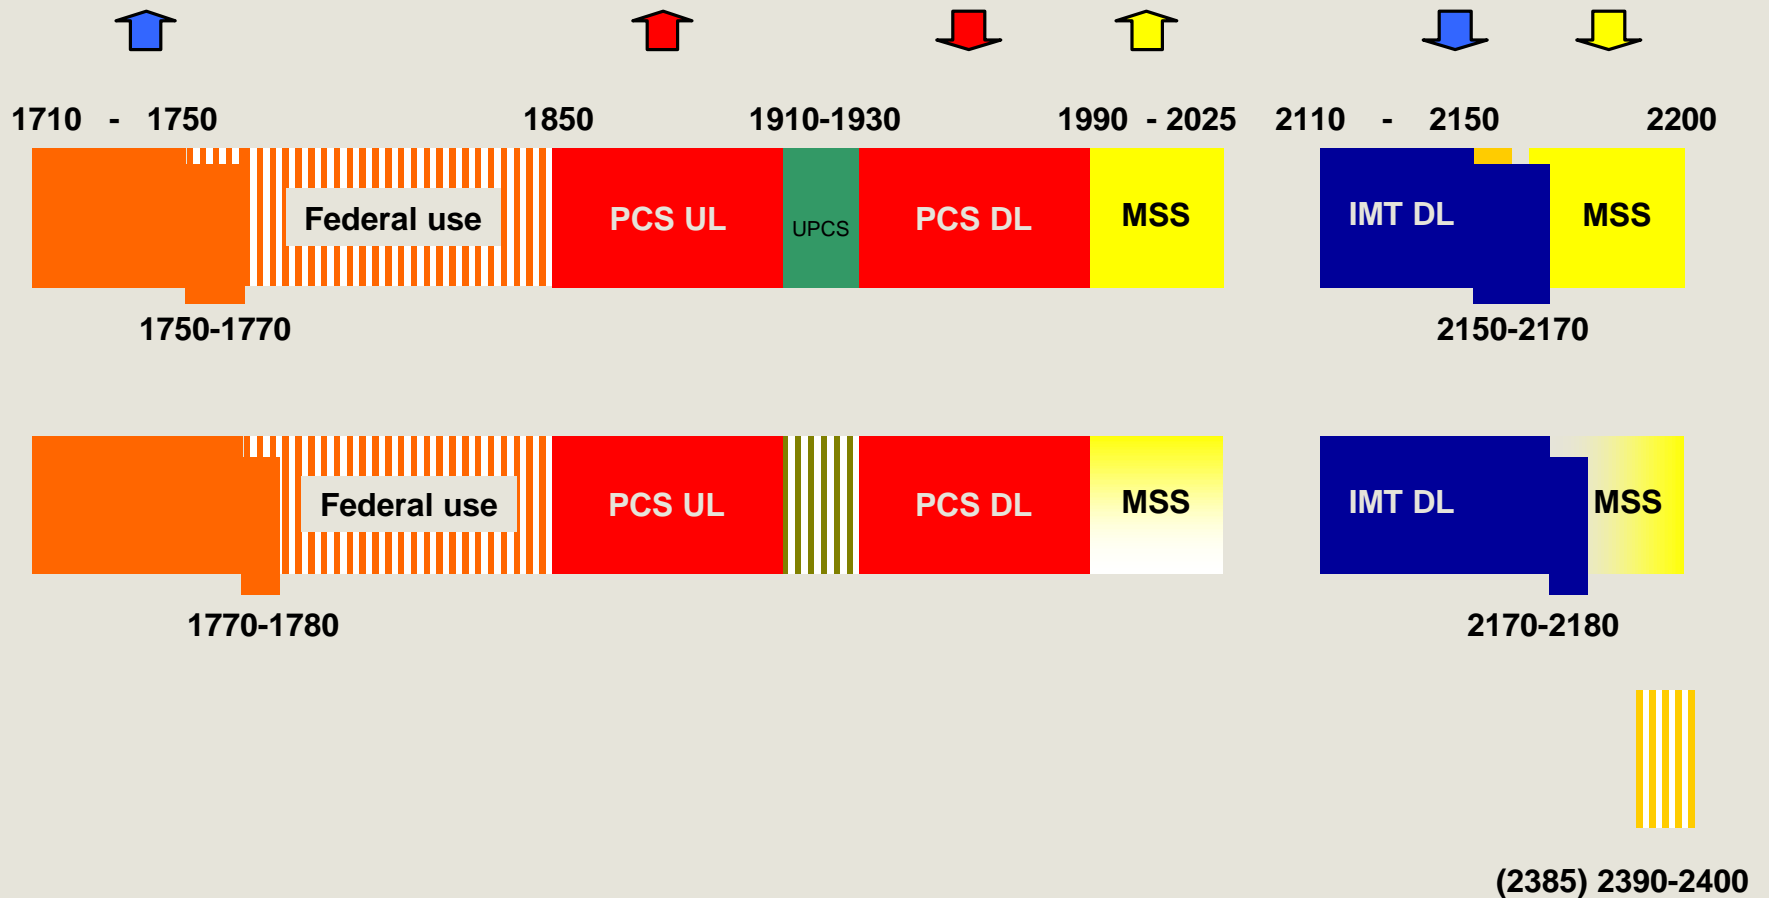 1710 - 1750 1850 1910-1930 1990 - 2025 2110 - 2150 2200
Federal use PCS UL UPCS PCS DL MSS IMT DL MSS
1750-1770 2150-2170
Federal use PCS UL PCS DL MSS IMT DL MSS
1770-1780 2170-2180
(2385) 2390-2400